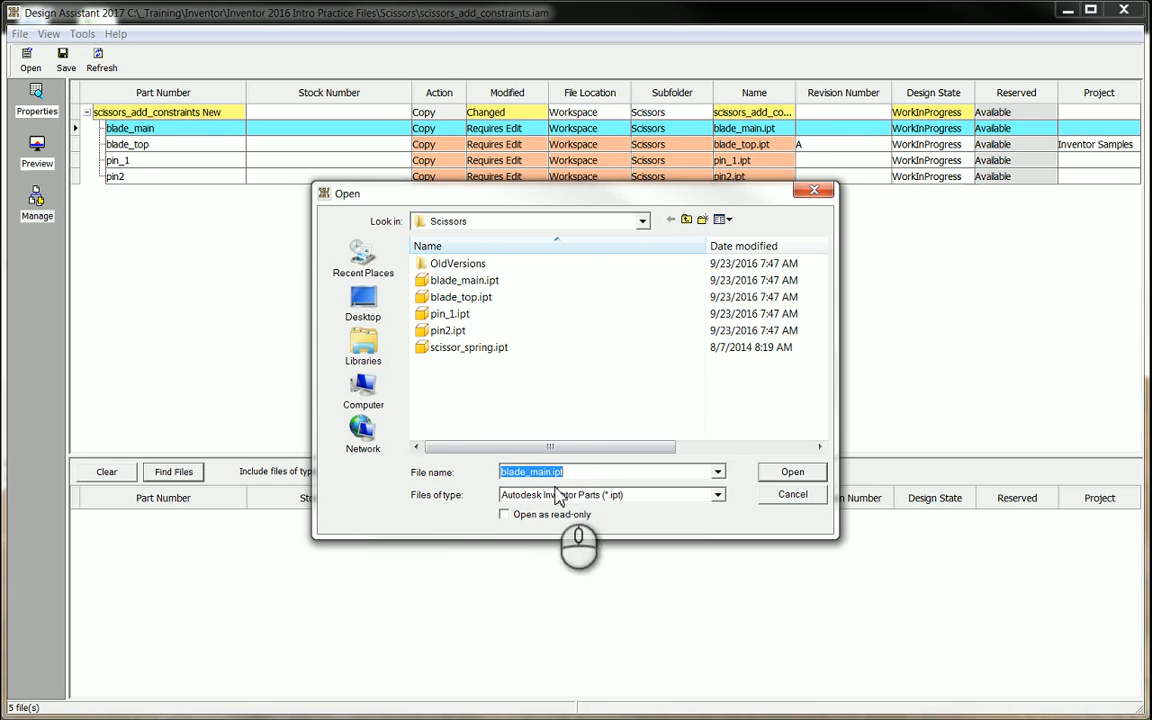 Design Assistant 2017 C:\_Training\Inventor\Inventor 2016 Intro Practice Files\Scissors\scissors_add_constraints.iam
File View Tools Help
Open Save Refresh
Properties
Preview
Manage
Part Number Stock Number Action Modified File Location Subfolder Name Revision Number Design State Reserved Project
scissors_add_constraints New Copy Changed Workspace Scissors scissors_add_co... WorkInProgress Available
blade_main Copy Requires Edit Workspace Scissors blade_main.ipt WorkInProgress Available
blade_top Copy Requires Edit Workspace Scissors blade_top.ipt A WorkInProgress Available Inventor Samples
pin_1 Copy Requires Edit Workspace Scissors pin_1.ipt WorkInProgress Available
pin2 Copy Requires Edit Workspace Scissors pin2.ipt WorkInProgress Available
Open
Look in: Scissors
Name Date modified
OldVersions 9/23/2016 7:47 AM
blade_main.ipt 9/23/2016 7:47 AM
blade_top.ipt 9/23/2016 7:47 AM
pin_1.ipt 9/23/2016 7:47 AM
pin2.ipt 9/23/2016 7:47 AM
scissor_spring.ipt 8/7/2014 8:19 AM
Recent Places
Desktop
Libraries
Computer
Network
File name: blade_main.ipt Open
Files of type: Autodesk Inventor Parts (*.ipt) Cancel
Open as read-only
Clear Find Files Include files of typ
Part Number n Number Design State Reserved Project
5 file(s)